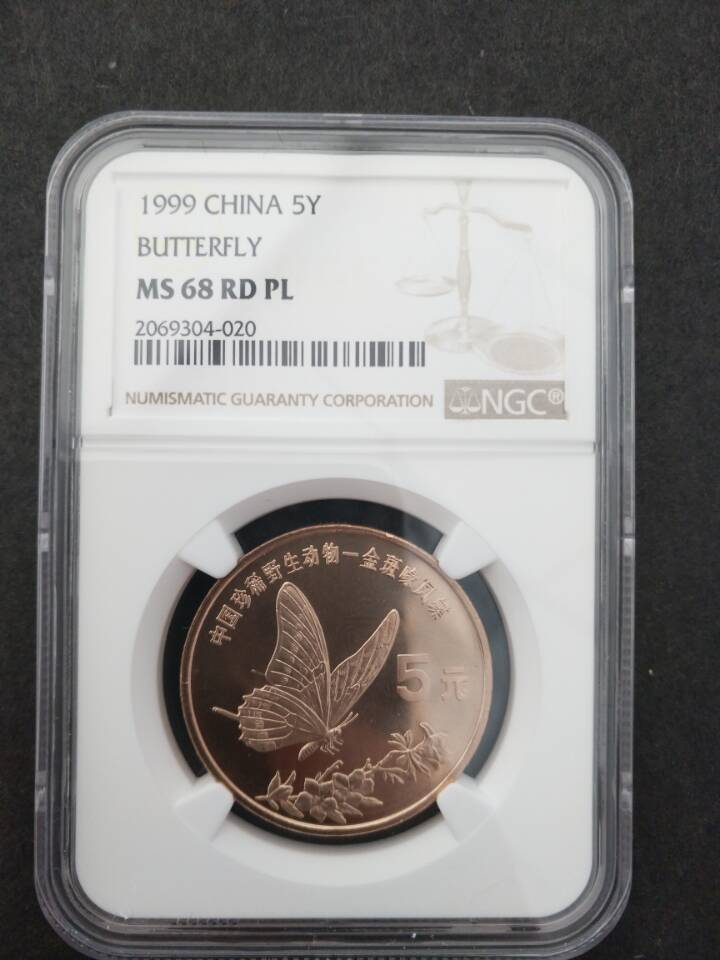 1999 CHINA 5Y
BUTTERFLY
MS 68 RD PL
2069304-020
NUMISMATIC GUARANTY CORPORATION
NGC®
中国珍稀野生动物—金斑喙凤蝶
5元